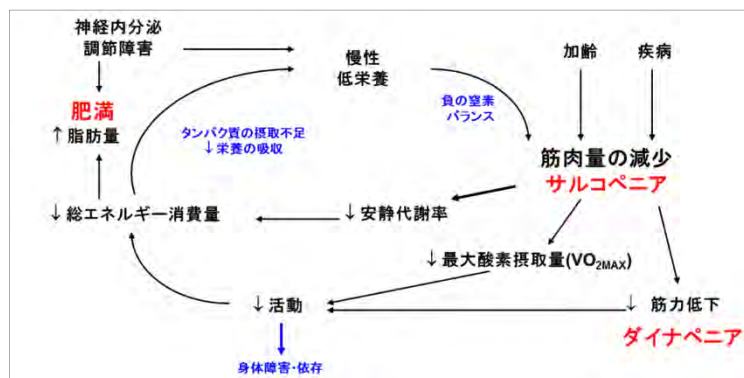 神経内分泌
調節障害
慢性
低栄養
加齢
疾病
肥満
↑脂肪量
タンパク質の摂取不足
↓栄養の吸収
負の窒素
バランス
筋肉量の減少
サルコペニア
↓総エネルギー消費量
↓安静代謝率
↓最大酸素摂取量(VO2MAX)
↓活動
↓ 筋力低下
ダイナペニア
身体障害・依存